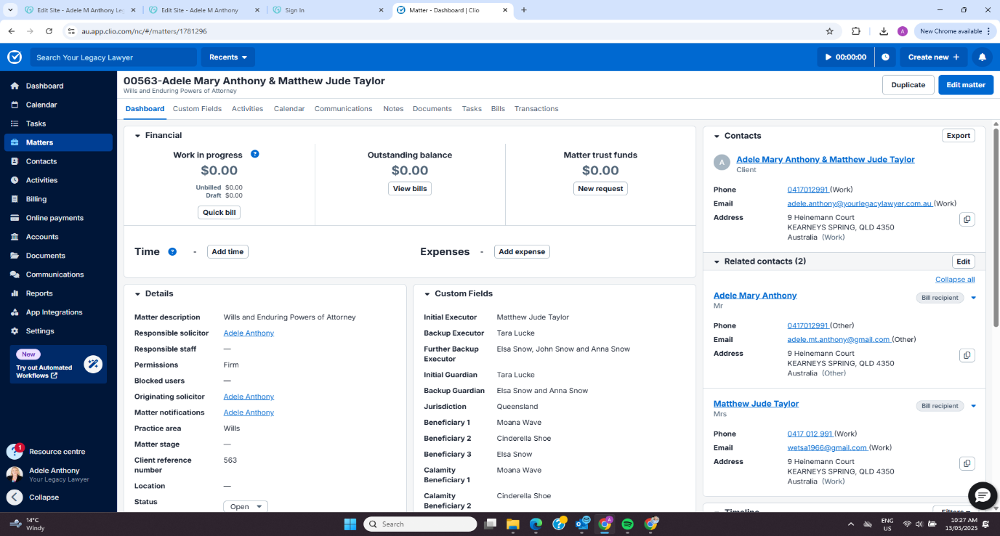 Edit Site - Adele M Anthony Leg
Edit Site - Adele M Anthony
Sign In
Matter - Dashboard | Clio
au.app.clio.com/nc/#/matters/1781296
A
New Chrome available
Search Your Legacy Lawyer
Recents
00:00:00
Create new +
Dashboard
Calendar
Tasks
Matters
Contacts
Activities
Billing
Online payments
Accounts
Documents
Communications
Reports
App Integrations
Settings
New
Try out Automated
Workflows
1
?
Resource centre
Adele Anthony
Your Legacy Lawyer
Collapse
00563-Adele Mary Anthony & Matthew Jude Taylor
Wills and Enduring Powers of Attorney
Duplicate
Edit matter
Dashboard Custom Fields Activities Calendar Communications Notes Documents Tasks Bills Transactions
Financial
Work in progress ?
$0.00
Unbilled $0.00
Draft $0.00
Quick bill
Outstanding balance
$0.00
View bills
Matter trust funds
$0.00
New request
Time ? - Add time
Expenses - Add expense
Details
Matter description Wills and Enduring Powers of Attorney
Responsible solicitor Adele Anthony
Responsible staff —
Permissions Firm
Blocked users —
Originating solicitor Adele Anthony
Matter notifications Adele Anthony
Practice area Wills
Matter stage —
Client reference 563
number
Location —
Status Open
Custom Fields
Initial Executor Matthew Jude Taylor
Backup Executor Tara Lucke
Further Backup Elsa Snow, John Snow and Anna Snow
Executor
Initial Guardian Tara Lucke
Backup Guardian Elsa Snow and Anna Snow
Jurisdiction Queensland
Beneficiary 1 Moana Wave
Beneficiary 2 Cinderella Shoe
Beneficiary 3 Elsa Snow
Calamity Moana Wave
Beneficiary 1
Calamity Cinderella Shoe
Beneficiary 2
Contacts
Export
A
Adele Mary Anthony & Matthew Jude Taylor
Client
Phone 0417012991 (Work)
Email adele.anthony@yourlegacylawyer.com.au (Work)
Address 9 Heinemann Court
KEARNEYS SPRING, QLD 4350
Australia (Work)
Related contacts (2)
Edit
Collapse all
Adele Mary Anthony Bill recipient
Mr
Phone 0417012991 (Other)
Email adele.mt.anthony@gmail.com (Other)
Address 9 Heinemann Court
KEARNEYS SPRING, QLD 4350
Australia (Other)
Matthew Jude Taylor Bill recipient
Mrs
Phone 0417 012 991 (Work)
Email wetsa1966@gmail.com (Work)
Address 9 Heinemann Court
KEARNEYS SPRING, QLD 4350
Australia (Work)
Timeline
Filters
14°C
Windy
Search
ENG
US
10:27 AM
13/05/2025